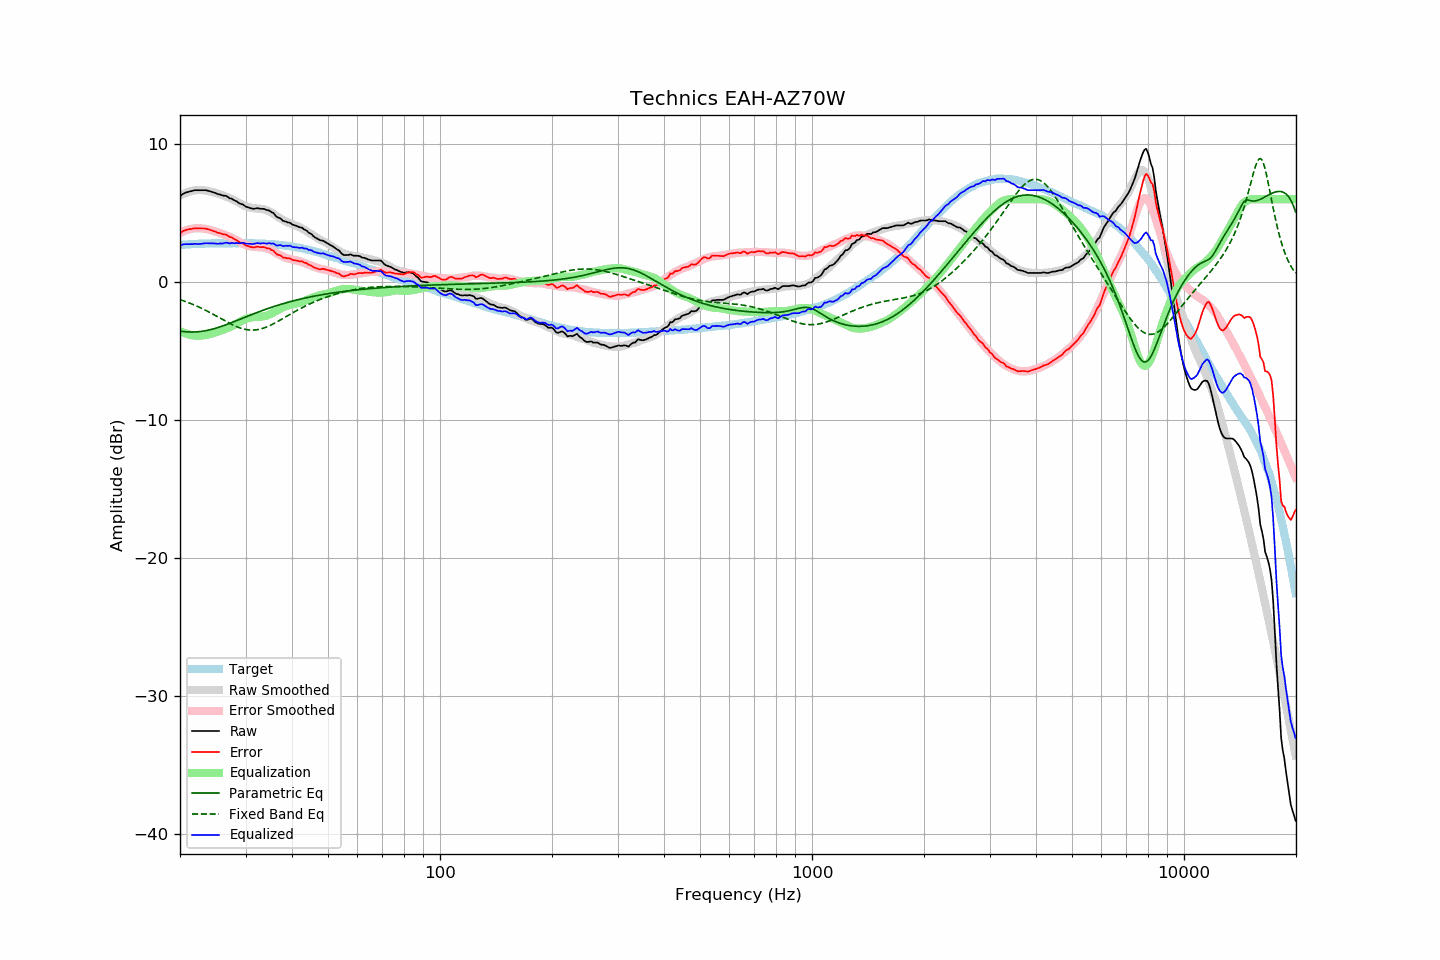 Technics EAH-AZ70W
10
0
−10
−20
−30
−40
Amplitude (dBr)
Target
Raw Smoothed
Error Smoothed
Raw
Error
Equalization
Parametric Eq
Fixed Band Eq
Equalized
100 1000 10000
Frequency (Hz)